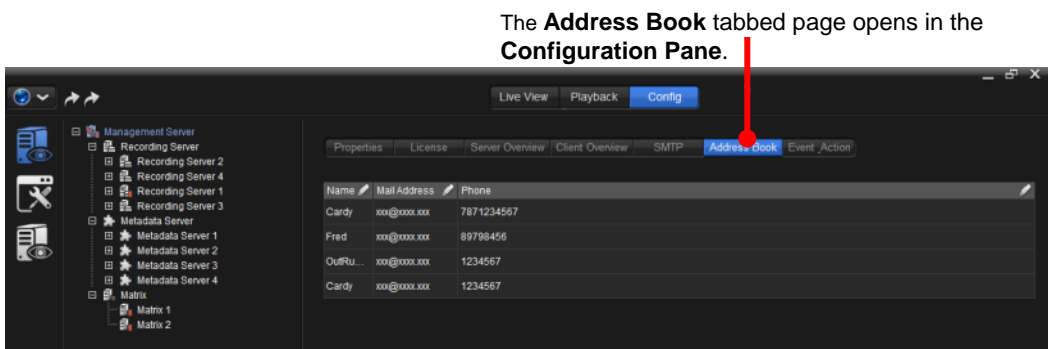 The Address Book tabbed page opens in the
Configuration Pane.
Live View Playback Config
Management Server
Recording Server
Recording Server 2
Recording Server 4
Recording Server 1
Recording Server 3
Metadata Server
Metadata Server 1
Metadata Server 2
Metadata Server 3
Metadata Server 4
Matrix
Matrix 1
Matrix 2
Properties License Server Overview Client Overview SMTP Address Book Event_Action
Name Mail Address Phone
Cardy xxx@xxxx.xxx 7871234567
Fred xxx@xxxx.xxx 89798456
OutRu... xxx@xxxx.xxx 1234567
Cardy xxx@xxxx.xxx 1234567